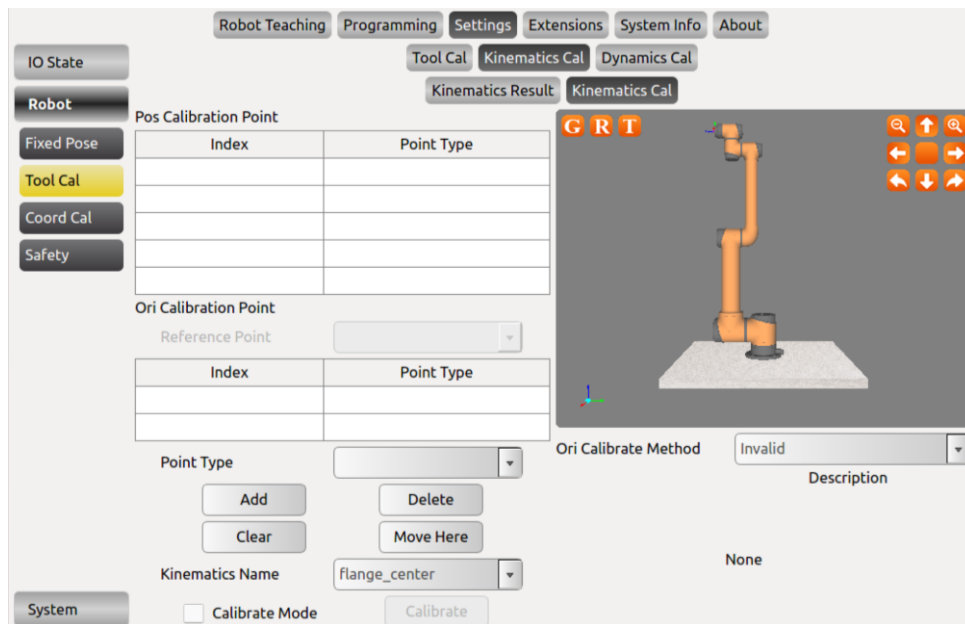 Robot Teaching Programming Settings Extensions System Info About
IO State
Robot
Fixed Pose
Tool Cal
Coord Cal
Safety
System
Tool Cal Kinematics Cal Dynamics Cal
Kinematics Result Kinematics Cal
Pos Calibration Point
Index Point Type
Ori Calibration Point
Reference Point
Index Point Type
Point Type
Add Delete
Clear Move Here
Kinematics Name flange_center
Calibrate Mode Calibrate
G R T
Ori Calibrate Method Invalid
Description
None